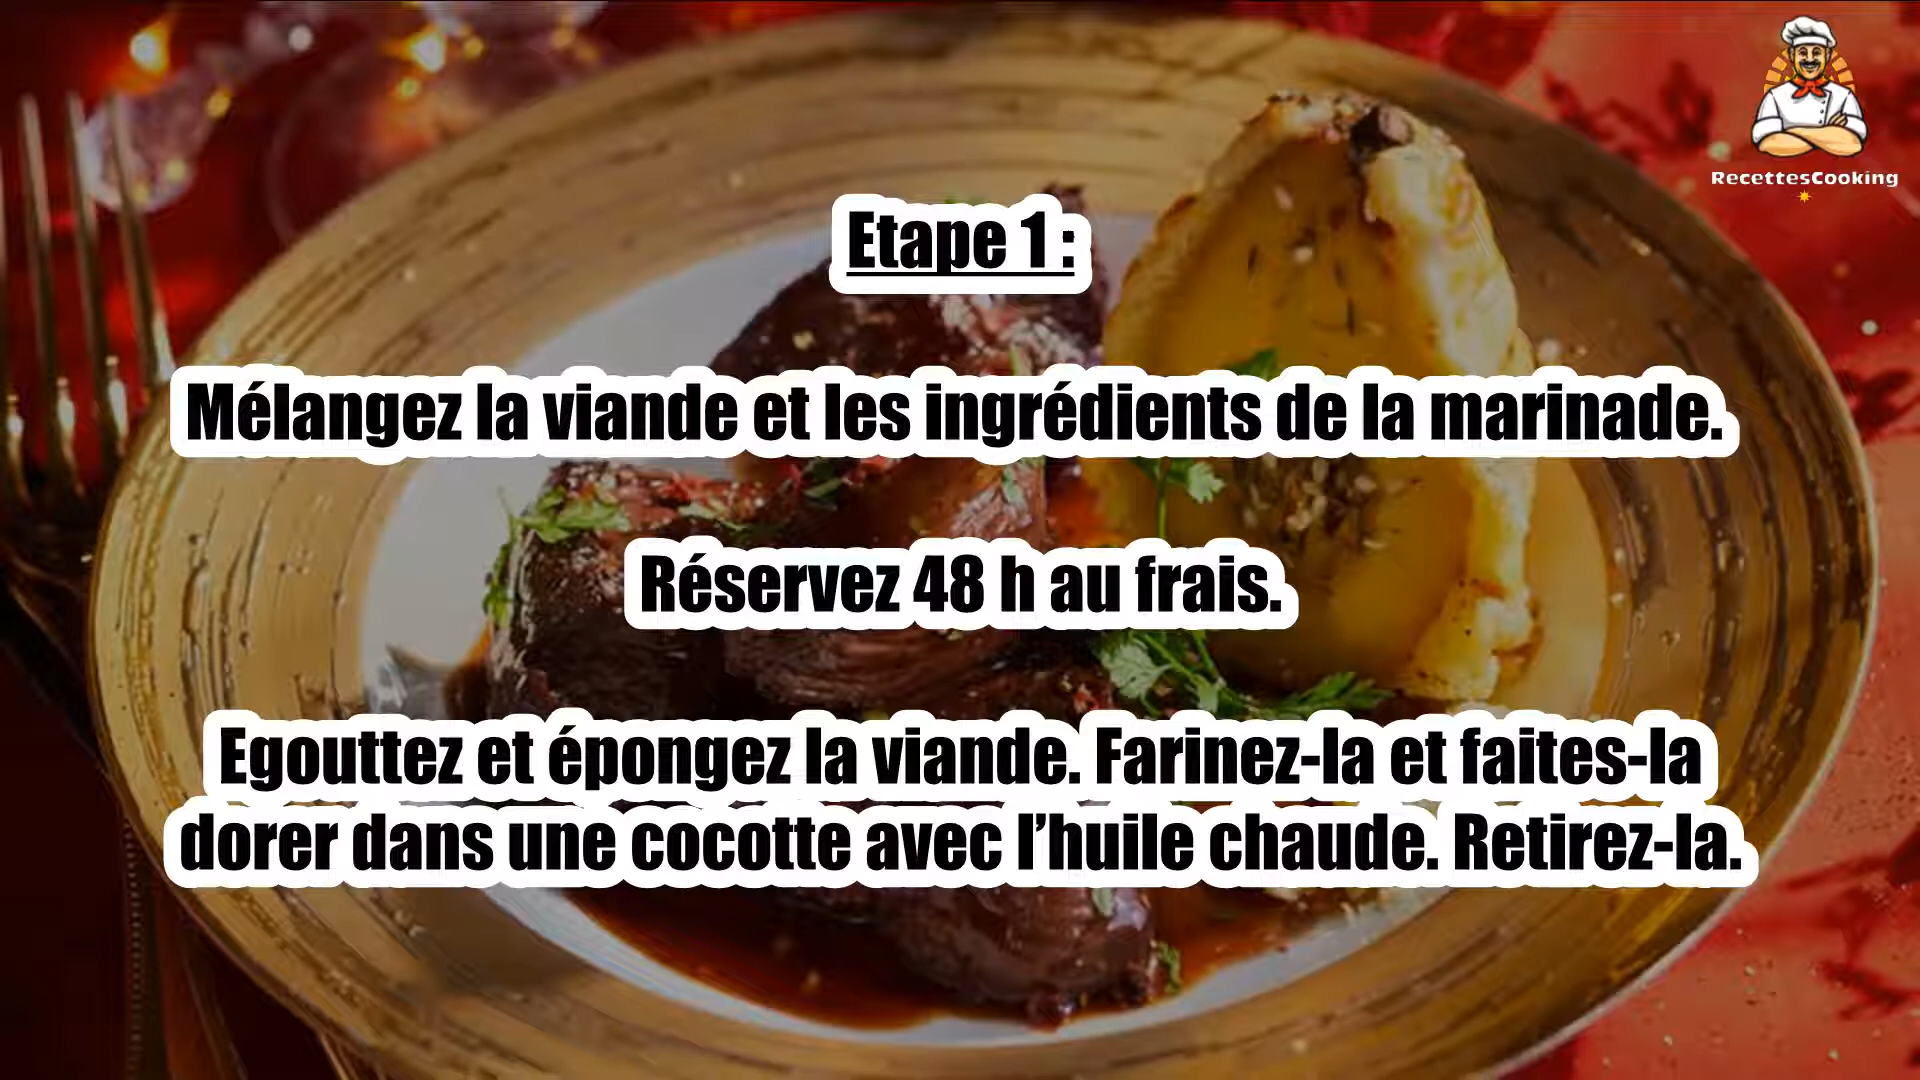 RecettesCooking
Etape 1 :
Mélangez la viande et les ingrédients de la marinade.
Réservez 48 h au frais.
Egouttez et épongez la viande. Farinez-la et faites-la
dorer dans une cocotte avec l’huile chaude. Retirez-la.